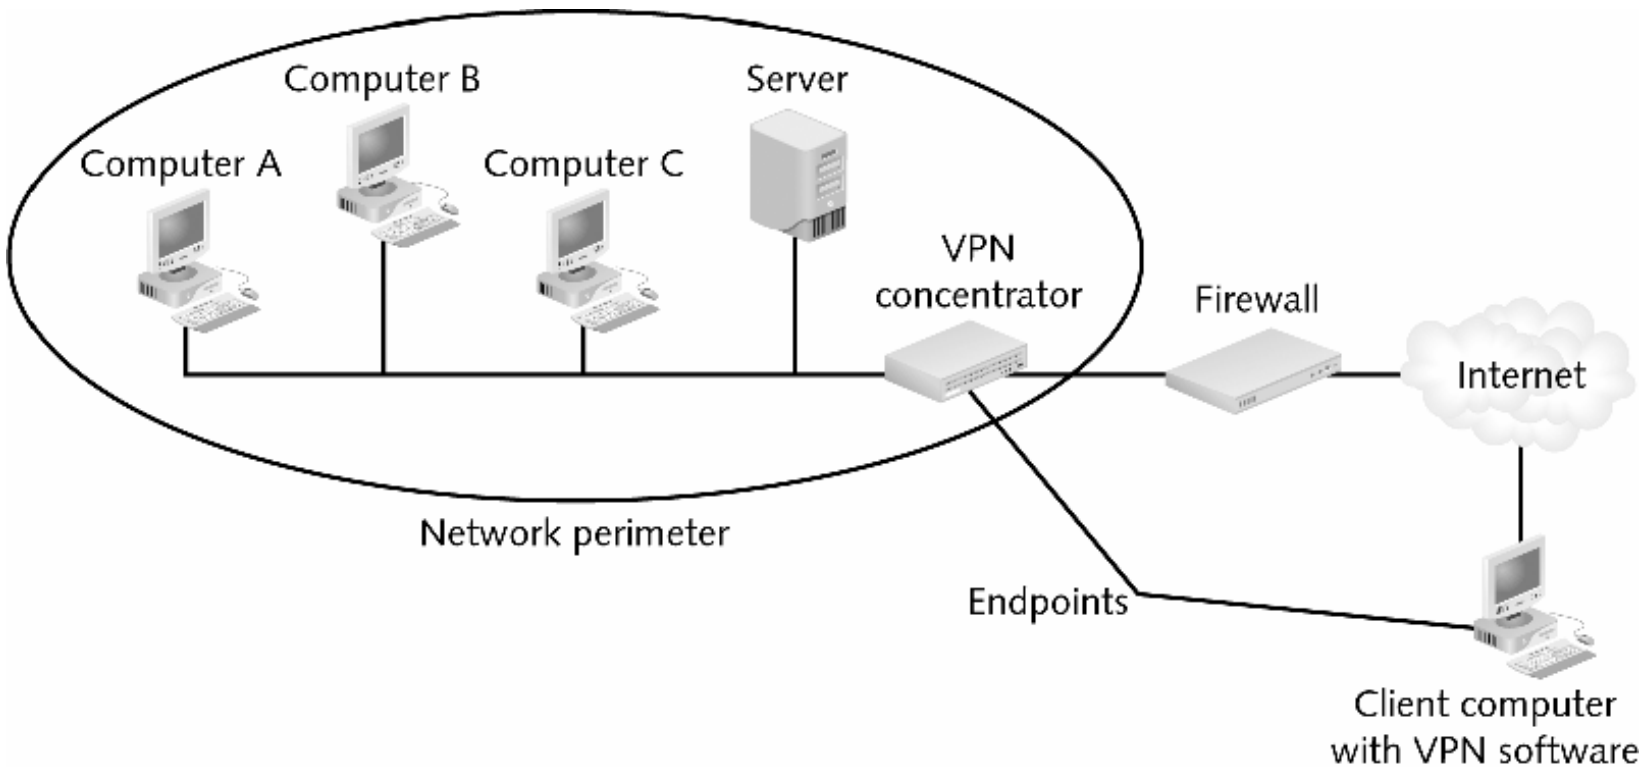 Computer B
Server
Computer A
Computer C
VPN
concentrator
Firewall
Internet
Network perimeter
Endpoints
Client computer
with VPN software